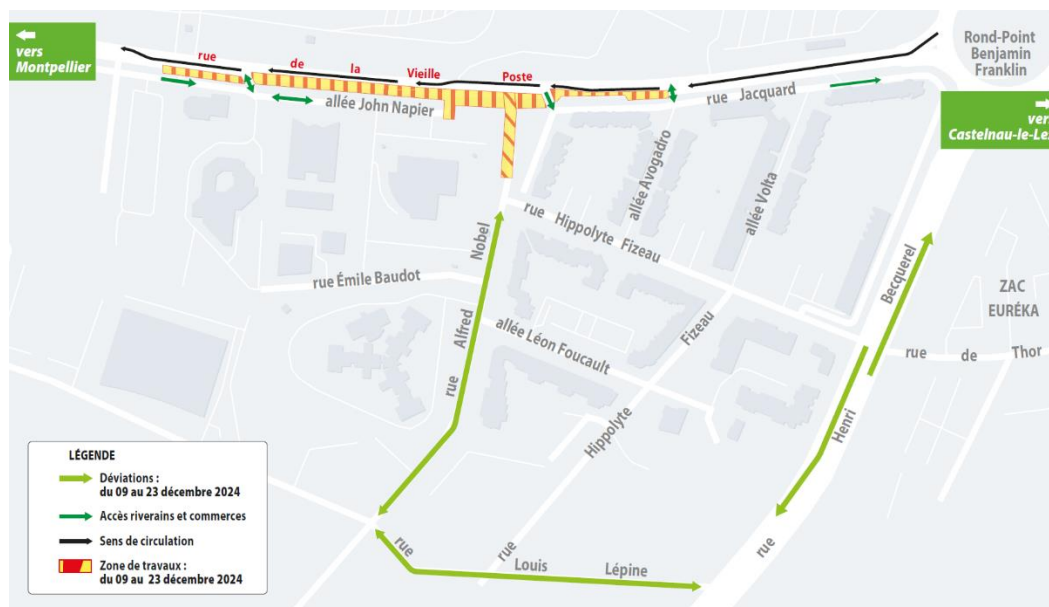 vers
Montpellier
rue de la Vieille Poste
Rond-Point
Benjamin
Franklin
allée John Napier
rue Jacquard
vers
Castelnau-le-Lez
allée Avogadro
allée Volta
rue Hippolyte Fizeau
rue Émile Baudot
rue Alfred Nobel
allée Léon Foucault
rue Hippolyte Fizeau
rue Henri Becquerel
ZAC
EURÉKA
rue de Thor
rue Louis Lépine
LÉGENDE
Déviations :
du 09 au 23 décembre 2024
Accès riverains et commerces
Sens de circulation
Zone de travaux :
du 09 au 23 décembre 2024